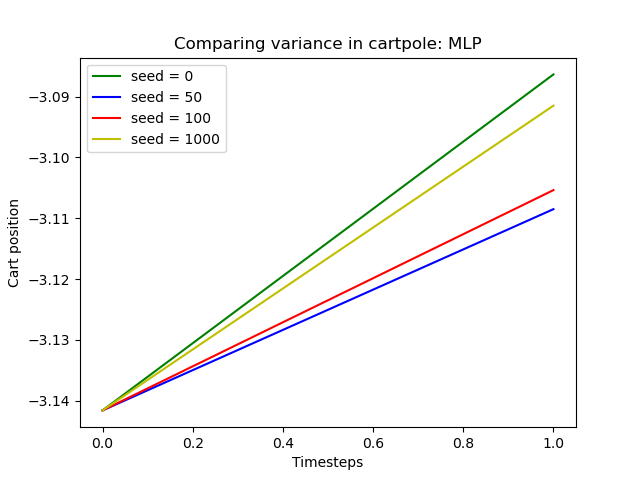 Comparing variance in cartpole: MLP
seed = 0
seed = 50
seed = 100
seed = 1000
Cart position
−3.09
−3.10
−3.11
−3.12
−3.13
−3.14
0.0 0.2 0.4 0.6 0.8 1.0
Timesteps